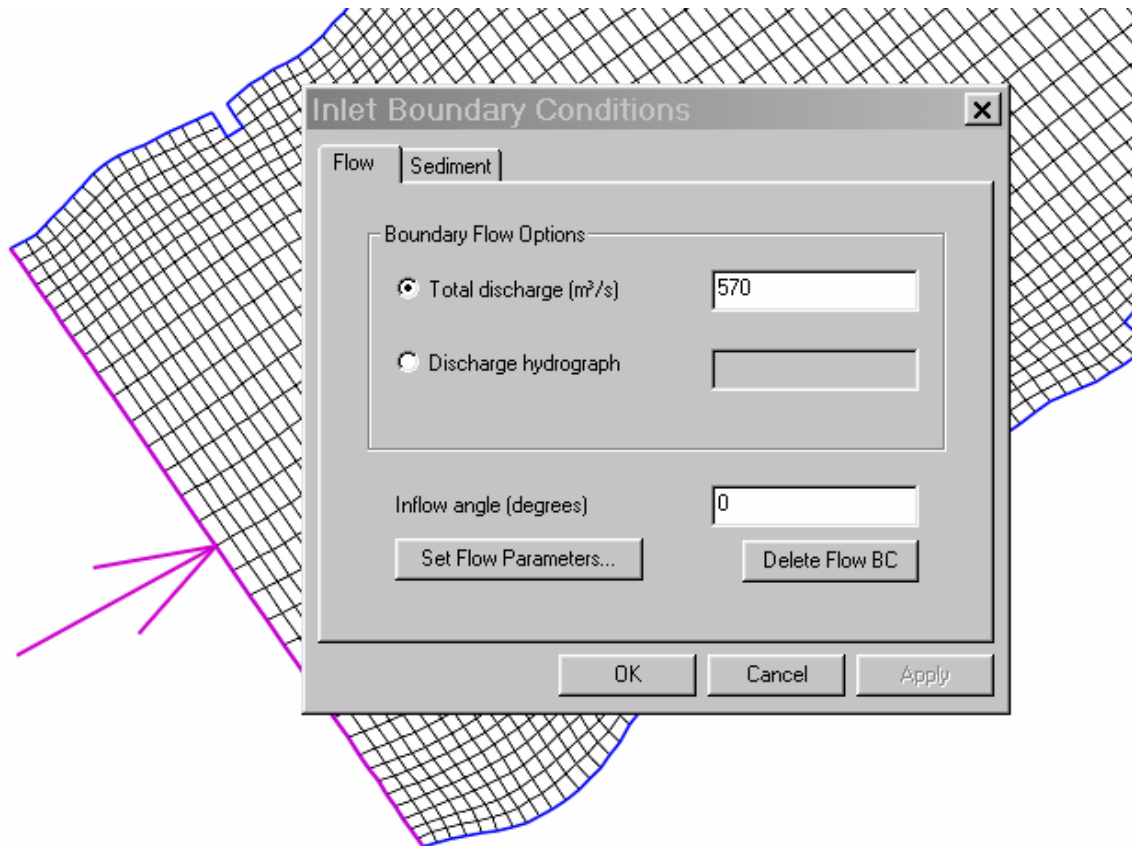 Inlet Boundary Conditions
Flow Sediment
Boundary Flow Options
Total discharge (m³/s) 570
Discharge hydrograph
Inflow angle (degrees) 0
Set Flow Parameters... Delete Flow BC
OK Cancel Apply